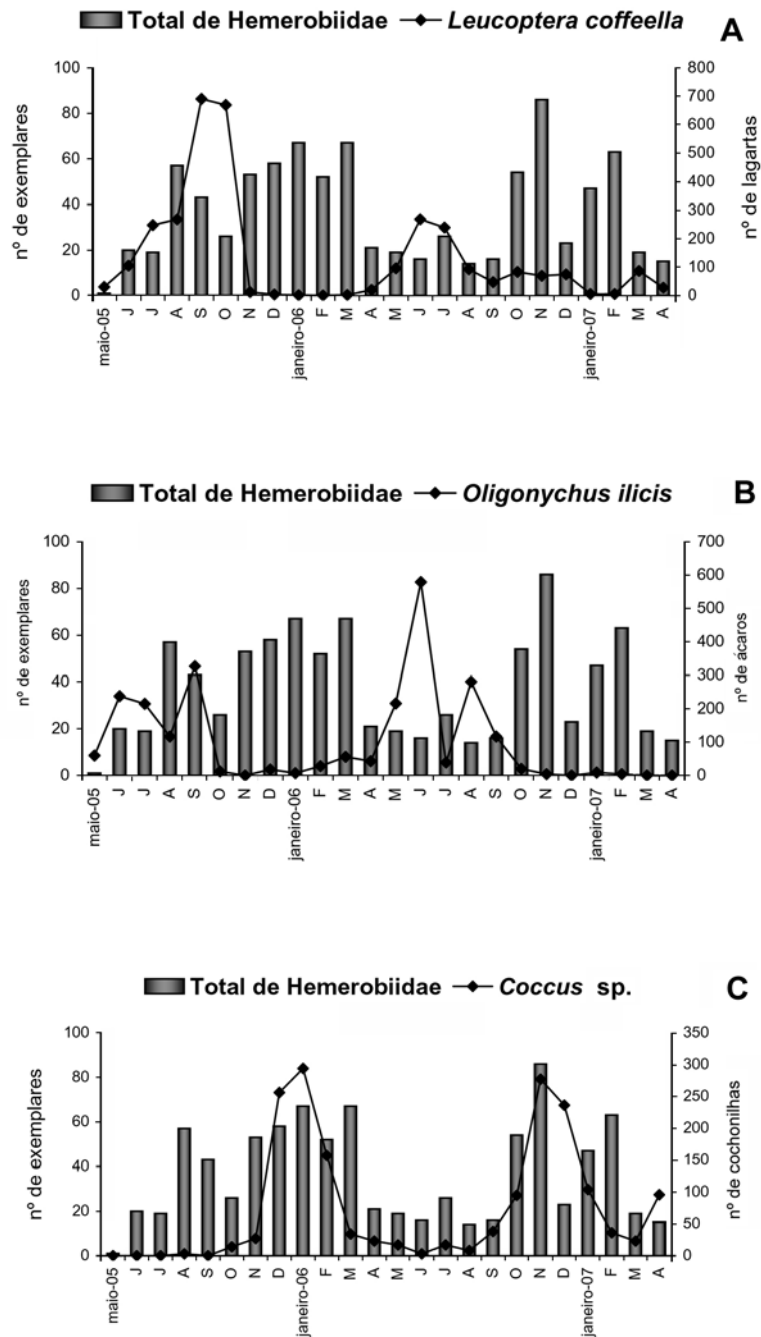 Total de Hemerobiidae Leucoptera coffeella
A
100
80
60
40
20
0
nº de exemplares
800
700
600
500
400
300
200
100
0
nº de lagartas
maio-05 J J A S O N D janeiro-06 F M A M J J A S O N D janeiro-07 F M A
Total de Hemerobiidae Oligonychus ilicis
B
100
80
60
40
20
0
nº de exemplares
700
600
500
400
300
200
100
0
nº de ácaros
maio-05 J J A S O N D janeiro-06 F M A M J J A S O N D janeiro-07 F M A
Total de Hemerobiidae Coccus sp.
C
100
80
60
40
20
0
nº de exemplares
350
300
250
200
150
100
50
0
nº de cochonilhas
maio-05 J J A S O N D janeiro-06 F M A M J J A S O N D janeiro-07 F M A